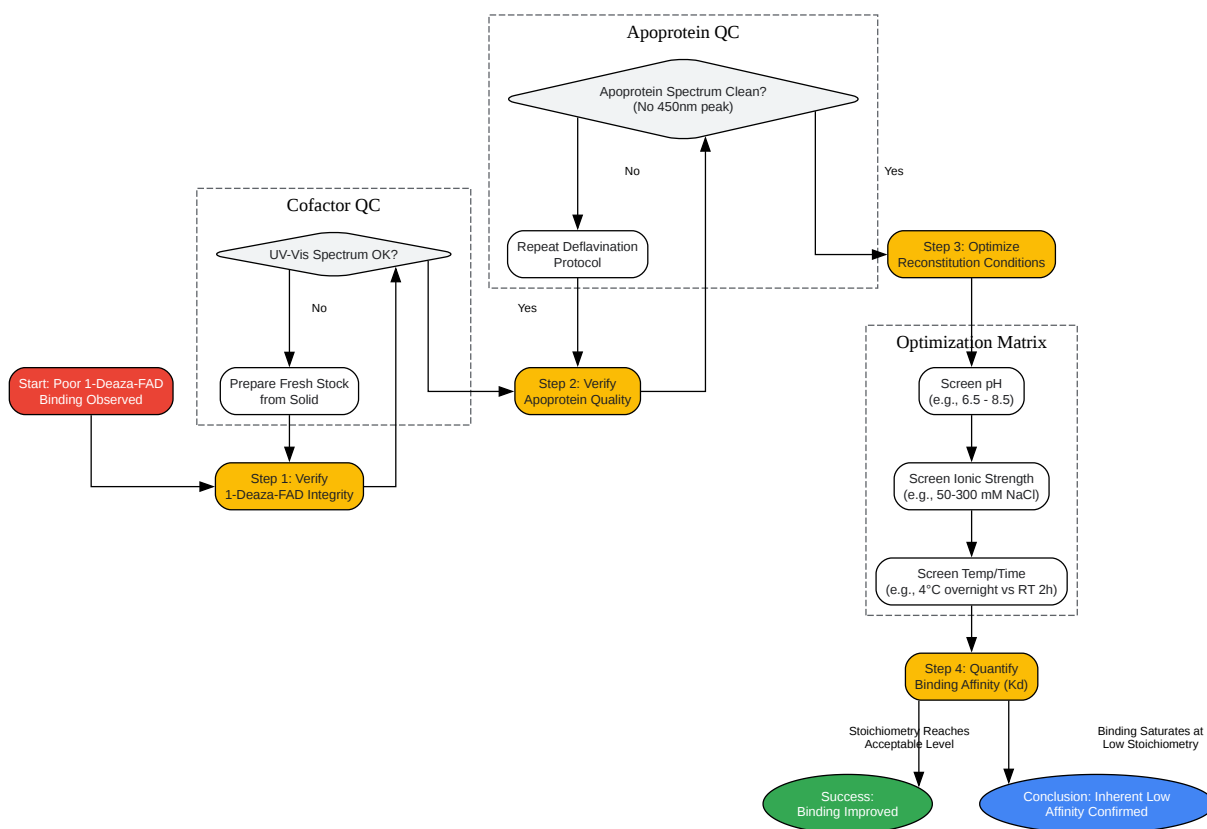 Apoprotein QC
Apoprotein Spectrum Clean?
(No 450nm peak)
No
Yes
Cofactor QC
UV-Vis Spectrum OK?
Repeat Deflavination
Protocol
Step 3: Optimize
Reconstitution Conditions
No
Yes
Optimization Matrix
Start: Poor 1-Deaza-FAD
Binding Observed
Prepare Fresh Stock
from Solid
Step 2: Verify
Apoprotein Quality
Screen pH
(e.g., 6.5 - 8.5)
Step 1: Verify
1-Deaza-FAD Integrity
Screen Ionic Strength
(e.g., 50-300 mM NaCl)
Screen Temp/Time
(e.g., 4°C overnight vs RT 2h)
Step 4: Quantify
Binding Affinity (Kd)
Stoichiometry Reaches
Acceptable Level
Binding Saturates at
Low Stoichiometry
Success:
Binding Improved
Conclusion: Inherent Low
Affinity Confirmed